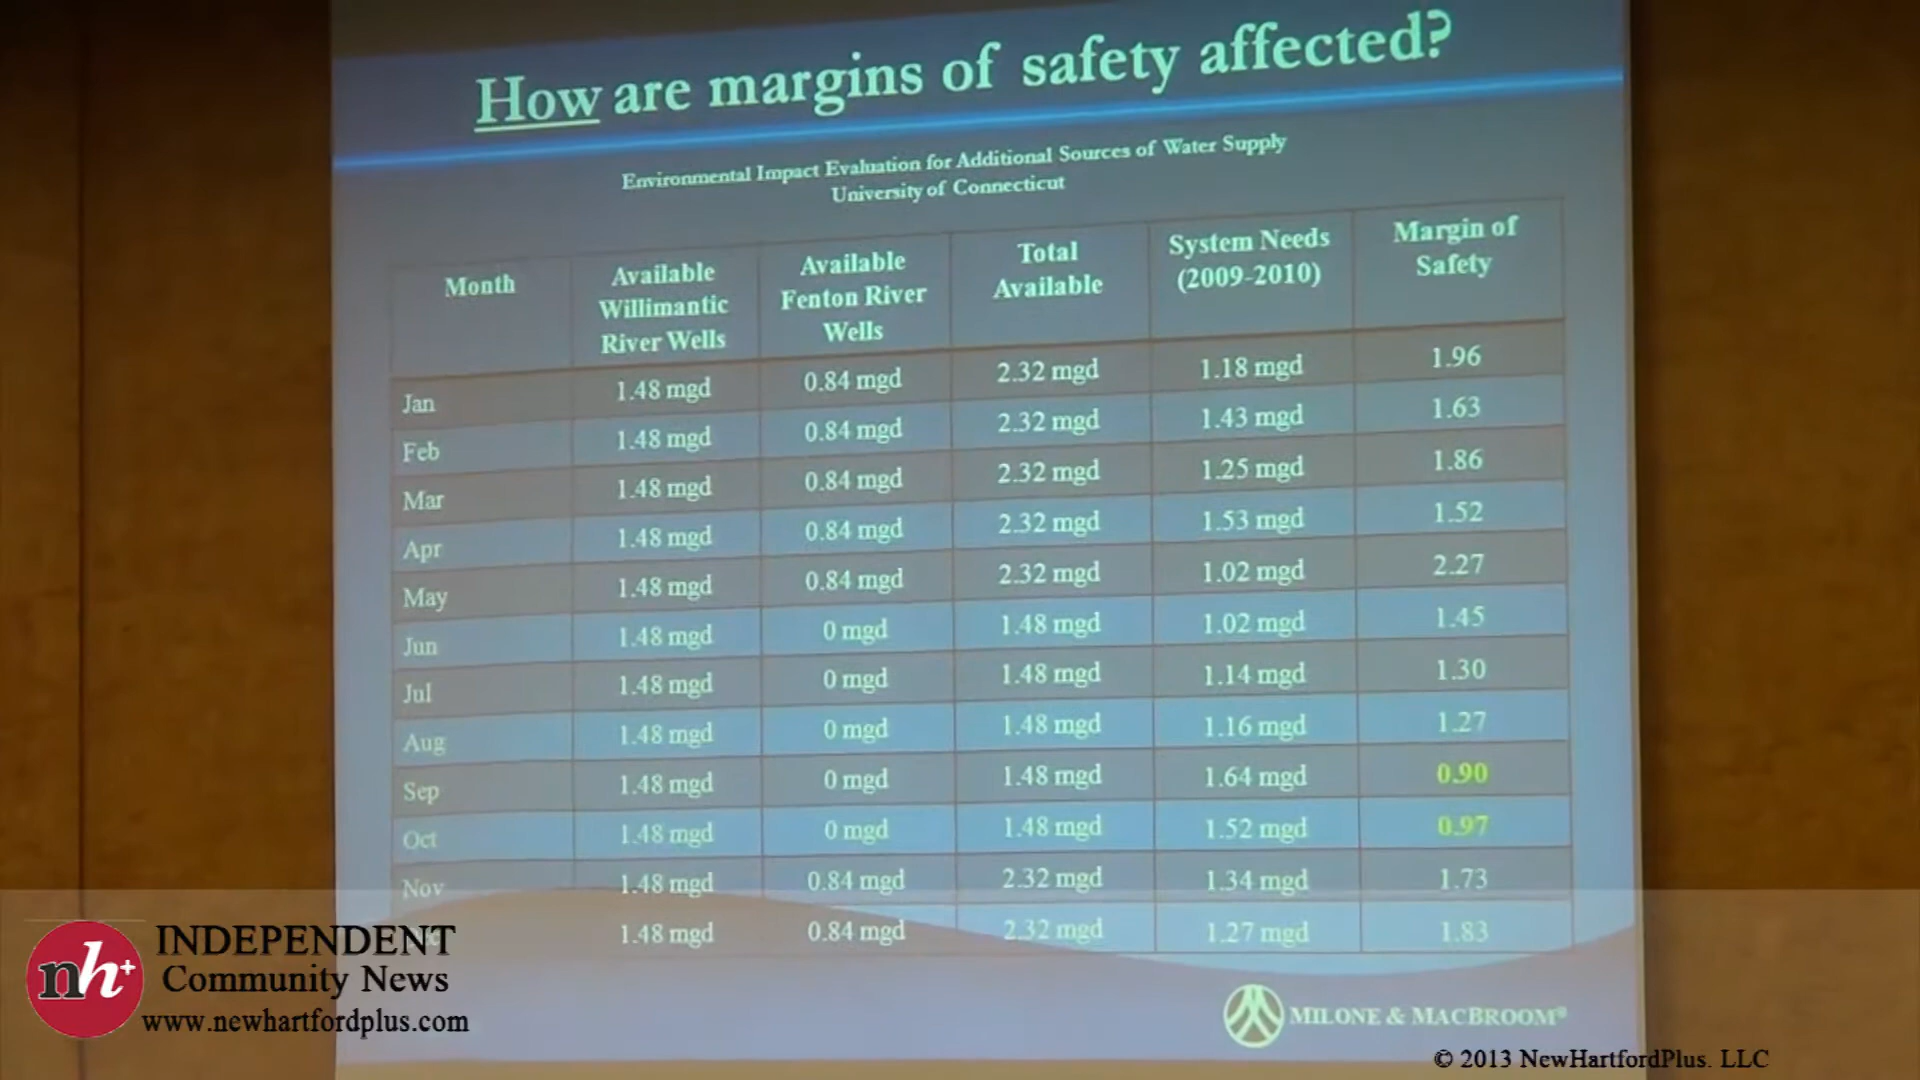 How are margins of safety affected?
Environmental Impact Evaluation for Additional Sources of Water Supply
University of Connecticut
Month Available Willimantic River Wells Available Fenton River Wells Total Available System Needs (2009-2010) Margin of Safety
Jan 1.48 mgd 0.84 mgd 2.32 mgd 1.18 mgd 1.96
Feb 1.48 mgd 0.84 mgd 2.32 mgd 1.43 mgd 1.63
Mar 1.48 mgd 0.84 mgd 2.32 mgd 1.25 mgd 1.86
Apr 1.48 mgd 0.84 mgd 2.32 mgd 1.53 mgd 1.52
May 1.48 mgd 0.84 mgd 2.32 mgd 1.02 mgd 2.27
Jun 1.48 mgd 0 mgd 1.48 mgd 1.02 mgd 1.45
Jul 1.48 mgd 0 mgd 1.48 mgd 1.14 mgd 1.30
Aug 1.48 mgd 0 mgd 1.48 mgd 1.16 mgd 1.27
Sep 1.48 mgd 0 mgd 1.48 mgd 1.64 mgd 0.90
Oct 1.48 mgd 0 mgd 1.48 mgd 1.52 mgd 0.97
Nov 1.48 mgd 0.84 mgd 2.32 mgd 1.34 mgd 1.73
1.48 mgd 0.84 mgd 2.32 mgd 1.27 mgd 1.83
MILONE & MACBROOM®
nh+ INDEPENDENT
Community News
www.newhartfordplus.com
© 2013 NewHartfordPlus. LLC